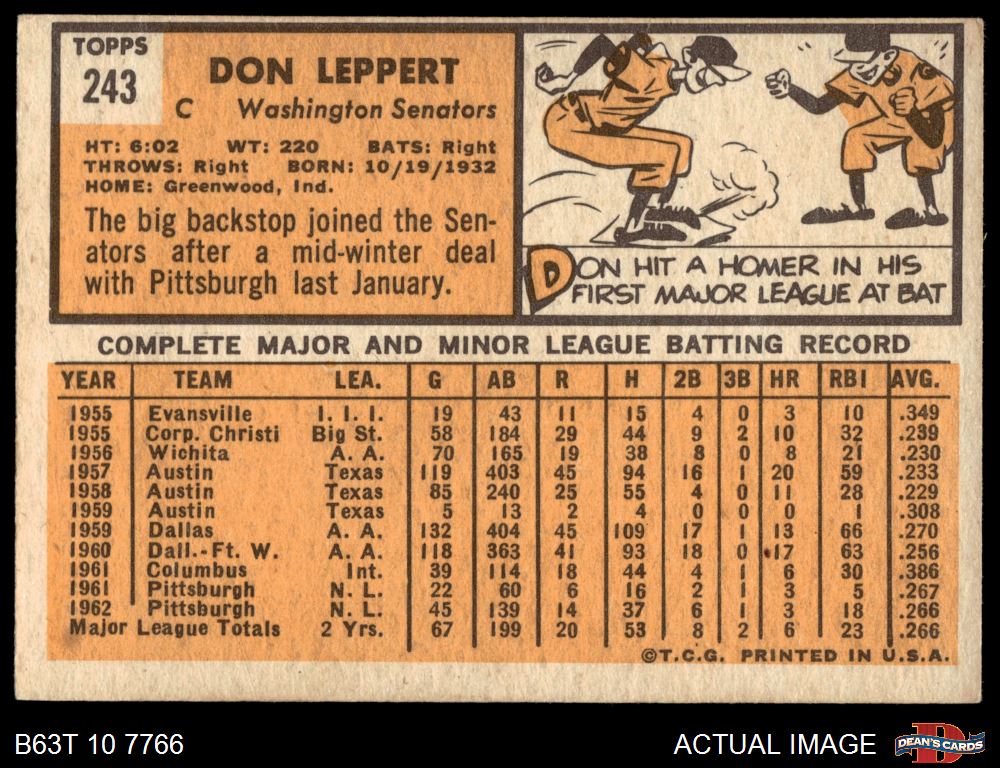 TOPPS
243
DON LEPPERT
C Washington Senators
HT: 6:02 WT: 220 BATS: Right
THROWS: Right BORN: 10/19/1932
HOME: Greenwood, Ind.
The big backstop joined the Sen-
ators after a mid-winter deal
with Pittsburgh last January.
DON HIT A HOMER IN HIS
FIRST MAJOR LEAGUE AT BAT
COMPLETE MAJOR AND MINOR LEAGUE BATTING RECORD
YEAR TEAM LEA. G AB R H 2B 3B HR RBI AVG.
1955 Evansville I. I. I. 19 43 11 15 4 0 3 10 .349
1955 Corp. Christi Big St. 58 184 29 44 9 2 10 32 .239
1956 Wichita A. A. 70 165 19 38 8 0 8 21 .230
1957 Austin Texas 119 403 45 94 16 1 20 59 .233
1958 Austin Texas 85 240 25 55 4 0 11 28 .229
1959 Austin Texas 5 13 2 4 0 0 0 1 .308
1959 Dallas A. A. 132 404 45 109 17 1 13 66 .270
1960 Dall.-Ft. W. A. A. 118 363 41 93 18 0 17 63 .256
1961 Columbus Int. 39 114 18 44 4 1 6 30 .386
1961 Pittsburgh N. L. 22 60 6 16 2 1 3 5 .267
1962 Pittsburgh N. L. 45 139 14 37 6 1 3 18 .266
Major League Totals 2 Yrs. 67 199 20 53 8 2 6 23 .266
©T.C.G. PRINTED IN U.S.A.
B63T 10 7766
ACTUAL IMAGE
DEAN'S CARDS